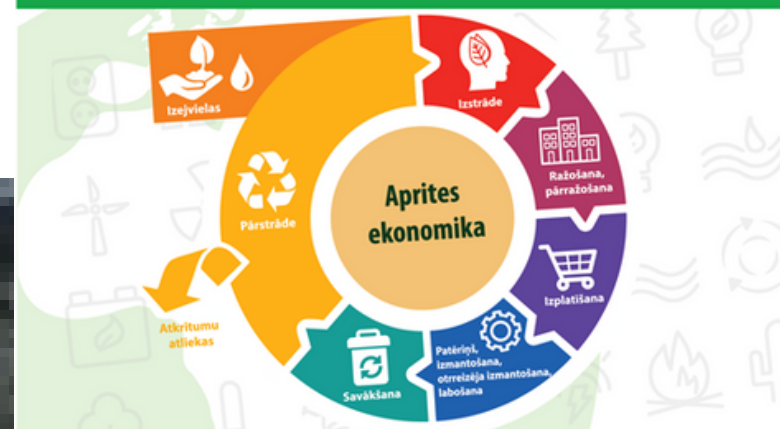 Izejvielas
Izstrāde
Ražošana,
pārražošana
Izplatīšana
Patēriņš,
izmantošana,
otrreizēja izmantošana,
labošana
Savākšana
Pārstrāde
Atkritumu
atliekas
Aprites
ekonomika